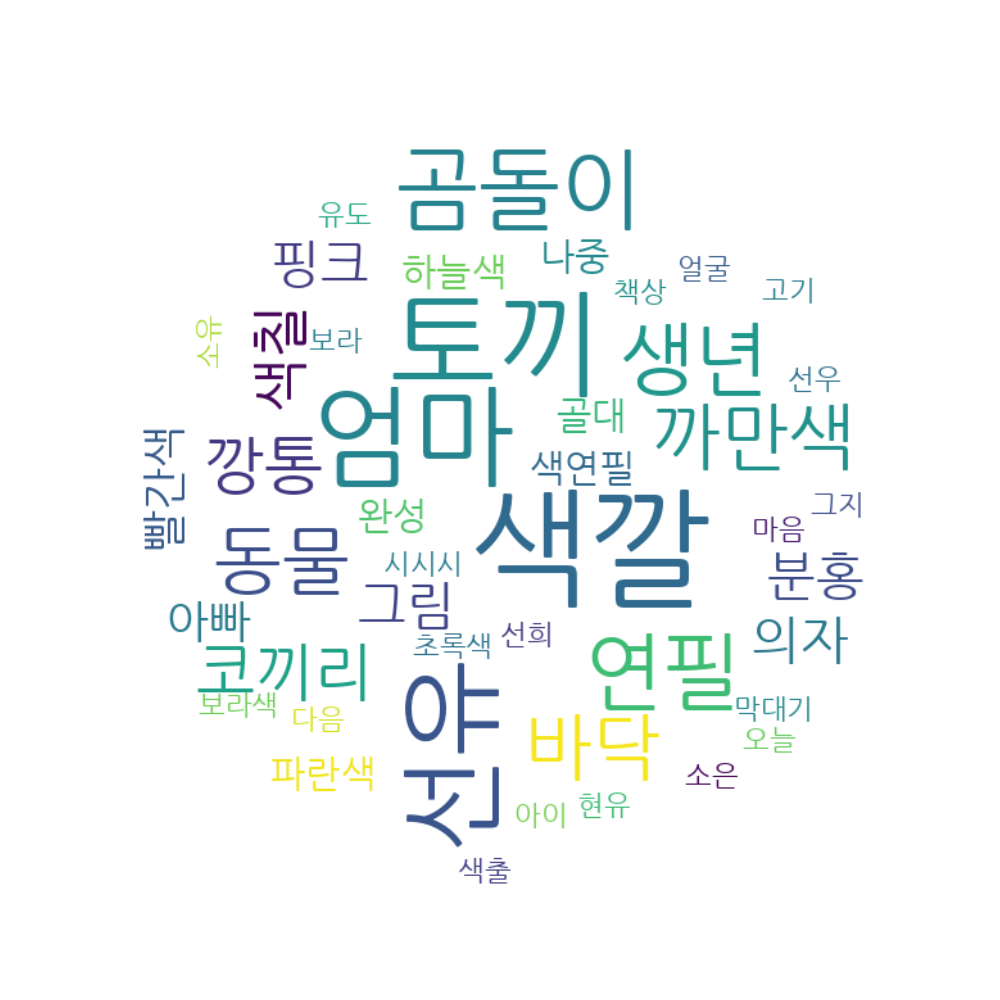 곰돌이
유도
핑크
하늘색
나중
얼굴
책상
고기
소유
색칠
보라
토끼
생년
선우
엄마
골대
까만색
빨간색
깡통
색연필
색깔
그지
완성
마음
동물
시시시
그림
분홍
아빠
초록색
선희
의자
코끼리
선유
연필
보라색
다음
바닥
막대기
오늘
파란색
소은
아이
현유
색출